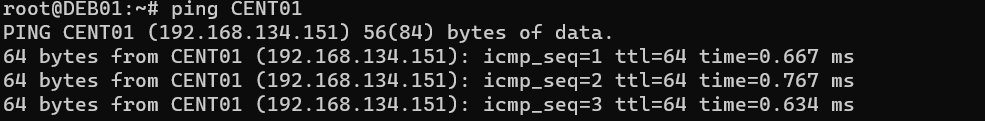 root@DEB01:~# ping CENT01
PING CENT01 (192.168.134.151) 56(84) bytes of data.
64 bytes from CENT01 (192.168.134.151): icmp_seq=1 ttl=64 time=0.667 ms
64 bytes from CENT01 (192.168.134.151): icmp_seq=2 ttl=64 time=0.767 ms
64 bytes from CENT01 (192.168.134.151): icmp_seq=3 ttl=64 time=0.634 ms